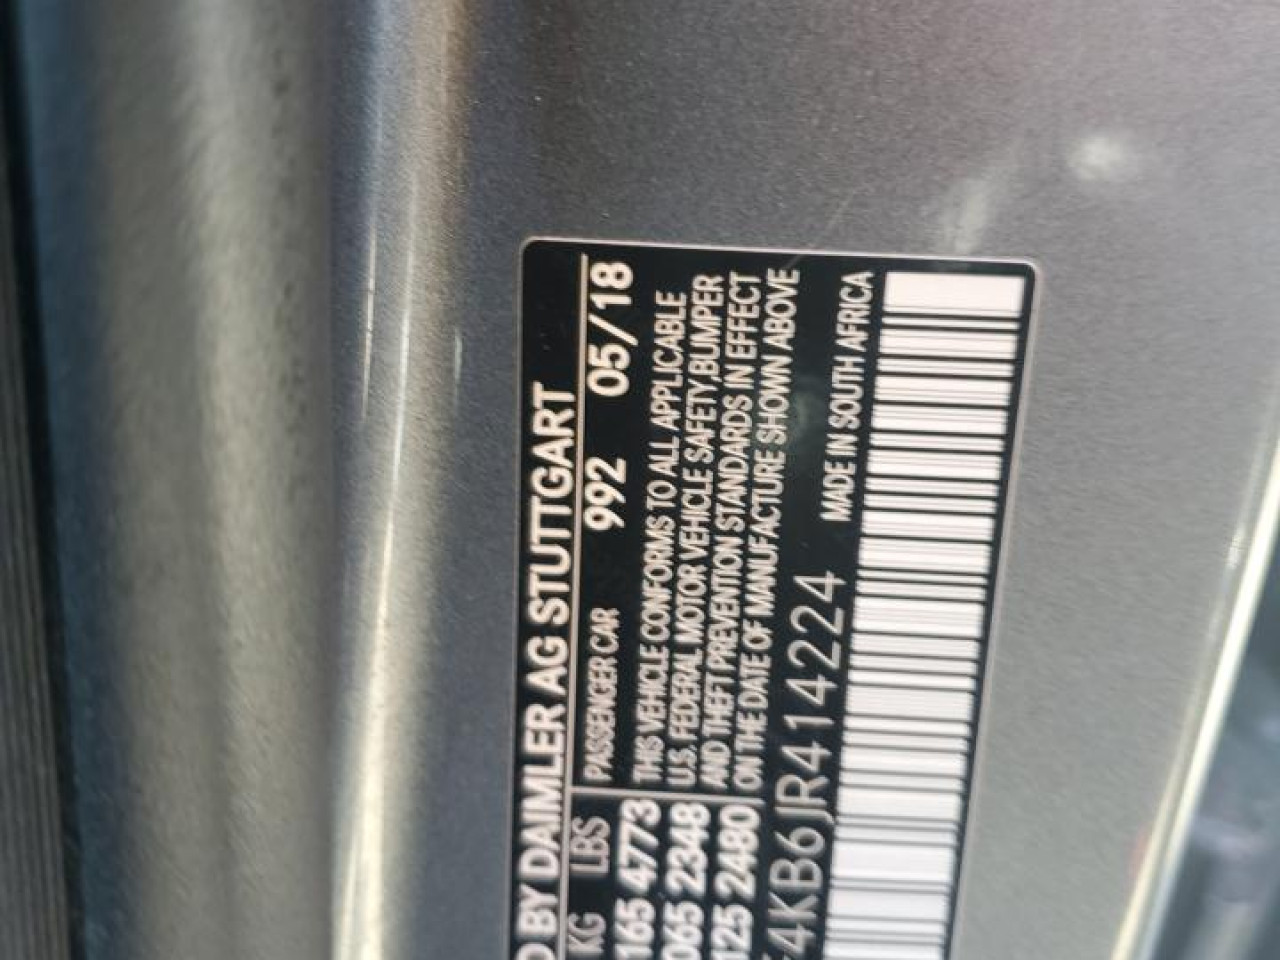 D BY DAIMLER AG STUTTGART
KG LBS PASSENGER CAR 992 05/18
165 4773 THIS VEHICLE CONFORMS TO ALL APPLICABLE
065 2348 U.S. FEDERAL MOTOR VEHICLE SAFETY,BUMPER
125 2480 AND THEFT PREVENTION STANDARDS IN EFFECT
ON THE DATE OF MANUFACTURE SHOWN ABOVE
4KB6JR414224 MADE IN SOUTH AFRICA